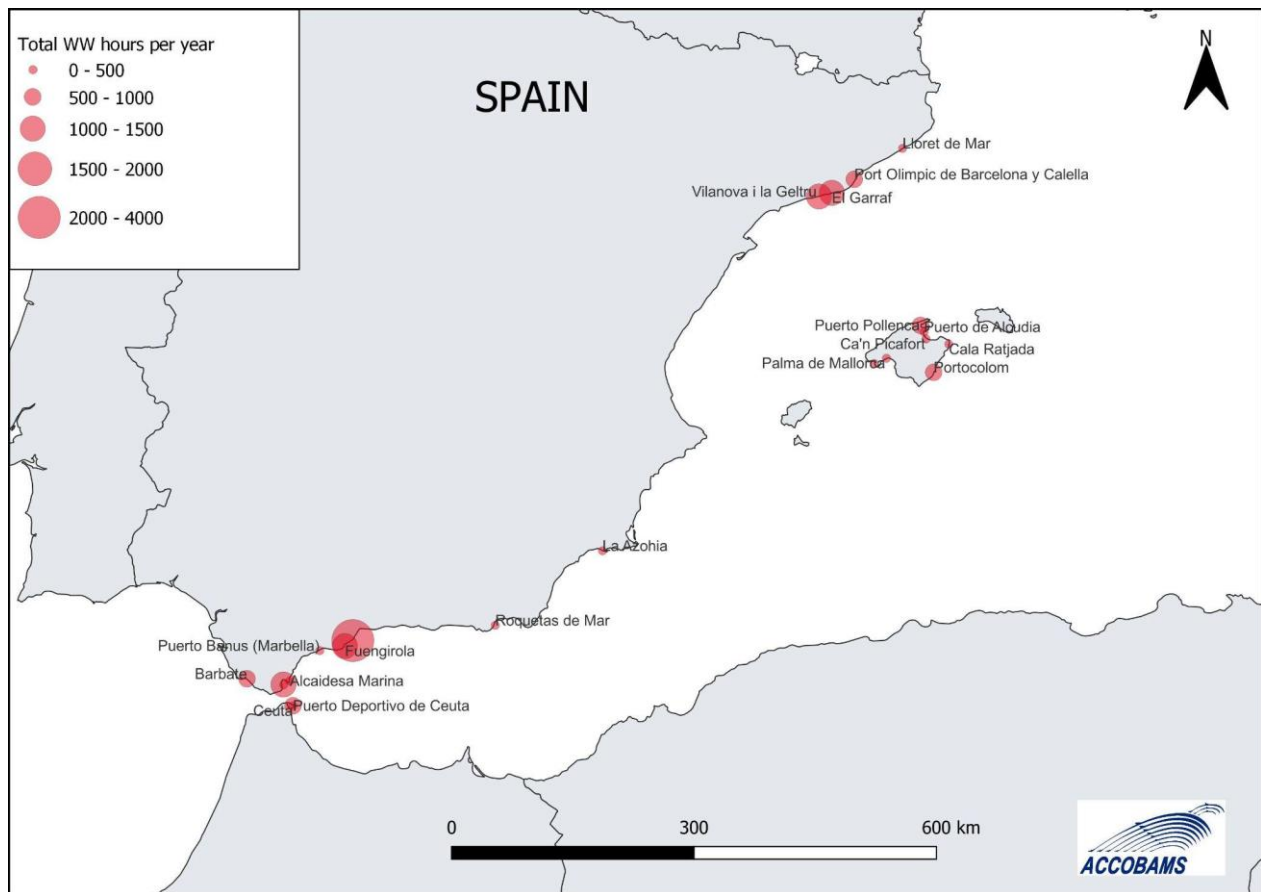 Total WW hours per year
0 - 500
500 - 1000
1000 - 1500
1500 - 2000
2000 - 4000
SPAIN
N
Lloret de Mar
Port Olimpic de Barcelona y Calella
Vilanova i la Geltru
El Garraf
Puerto Pollenca
Puerto de Alcudia
Ca'n Picafort
Cala Ratjada
Palma de Mallorca
Portocolom
La Azohia
Roquetas de Mar
Puerto Banus (Marbella)
Fuengirola
Barbate
Alcaidesa Marina
Ceuta
Puerto Deportivo de Ceuta
0 300 600 km
ACCOBAMS